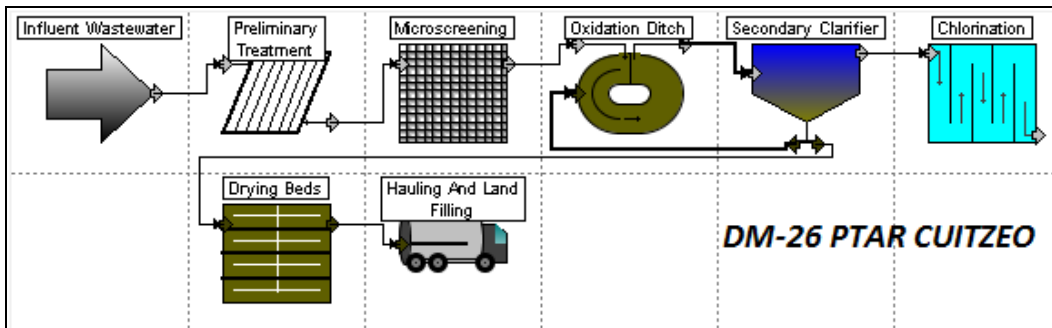 Influent Wastewater
Preliminary
Treatment
Microscreening
Oxidation Ditch
Secondary Clarifier
Chlorination
Drying Beds
Hauling And Land
Filling
DM-26 PTAR CUITZEO